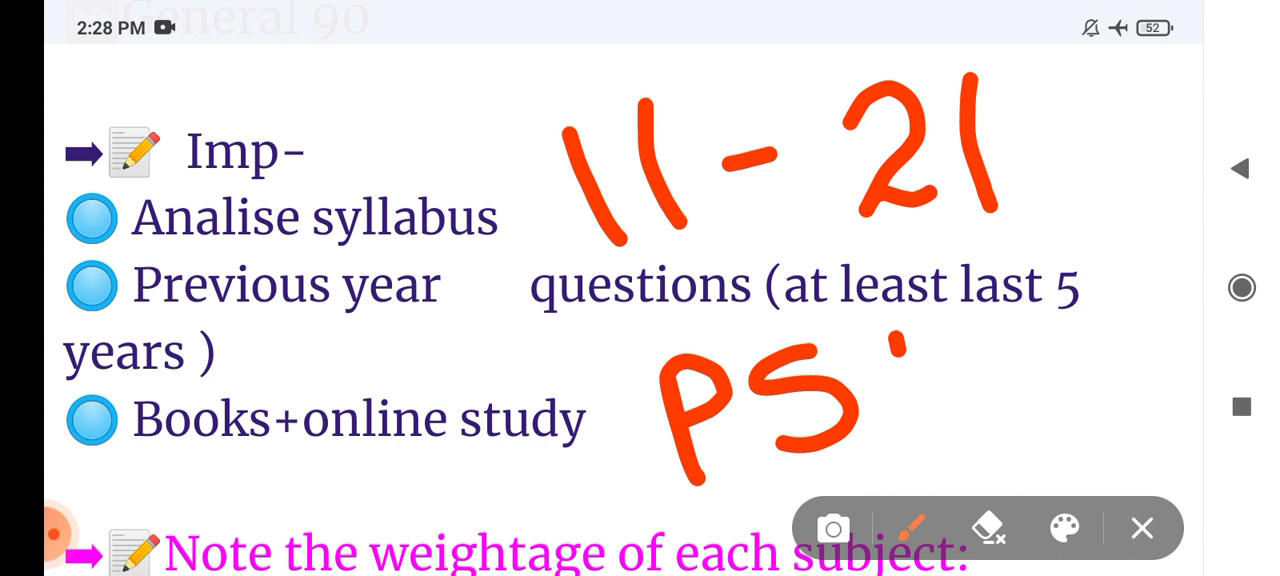 General 90
2:28 PM 52
➡📝 Imp- 11 - 21
Analise syllabus
Previous year questions (at least last 5
years )
Books+online study PS '
➡📝Note the weightage of each subject: